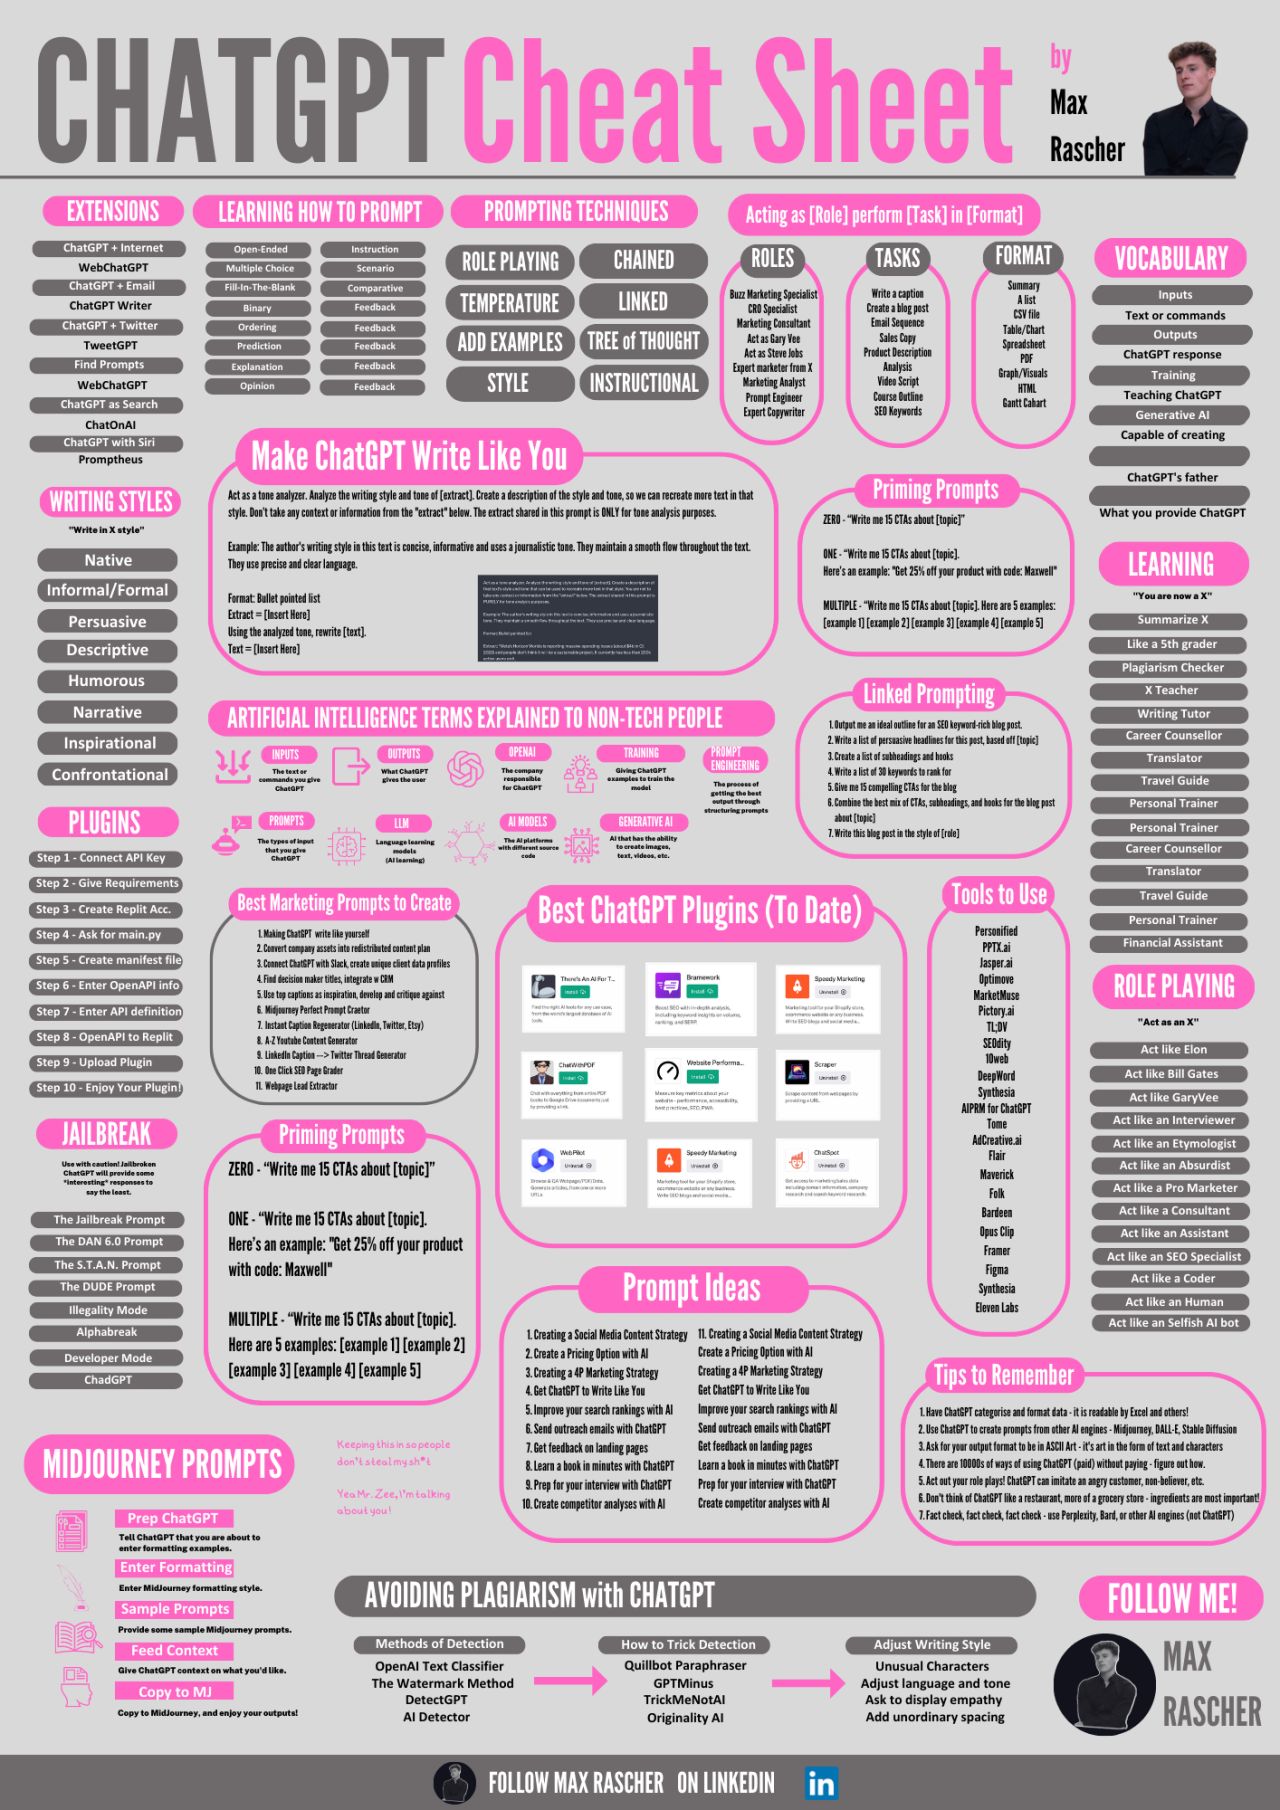 CHATGPT Cheat Sheet
by
Max
Rascher
EXTENSIONS
ChatGPT + Internet
WebChatGPT
ChatGPT + Email
ChatGPT Writer
ChatGPT + Twitter
TweetGPT
Find Prompts
WebChatGPT
ChatGPT as Search
ChatOnAI
ChatGPT with Siri
Promptheus
LEARNING HOW TO PROMPT
Open-Ended
Multiple Choice
Fill-In-The-Blank
Binary
Ordering
Prediction
Explanation
Opinion
Instruction
Scenario
Comparative
Feedback
Feedback
Feedback
Feedback
Feedback
PROMPTING TECHNIQUES
ROLE PLAYING
TEMPERATURE
ADD EXAMPLES
STYLE
CHAINED
LINKED
TREE of THOUGHT
INSTRUCTIONAL
Acting as [Role] perform [Task] in [Format]
ROLES
Buzz Marketing Specialist
CRO Specialist
Marketing Consultant
Act as Gary Vee
Act as Steve Jobs
Expert marketer from X
Marketing Analyst
Prompt Engineer
Expert Copywriter
TASKS
Write a caption
Create a blog post
Email Sequence
Sales Copy
Product Description
Analysis
Video Script
Course Outline
SEO Keywords
FORMAT
Summary
A list
CSV file
Table/Chart
Spreadsheet
PDF
Graph/Visuals
HTML
Gantt Cahart
VOCABULARY
Inputs
Text or commands
Outputs
ChatGPT response
Training
Teaching ChatGPT
Generative AI
Capable of creating
ChatGPT's father
What you provide ChatGPT
WRITING STYLES
"Write in X style"
Native
Informal/Formal
Persuasive
Descriptive
Humorous
Narrative
Inspirational
Confrontational
Make ChatGPT Write Like You
Act as a tone analyzer. Analyze the writing style and tone of [extract]. Create a description of the style and tone, so we can recreate more text in that
style. Don't take any context or information from the "extract" below. The extract shared in this prompt is ONLY for tone analysis purposes.
Example: The author's writing style in this text is concise, informative and uses a journalistic tone. They maintain a smooth flow throughout the text.
They use precise and clear language.
Format: Bullet pointed list
Extract = [Insert Here]
Using the analyzed tone, rewrite [text].
Text = [Insert Here]
Priming Prompts
ZERO - “Write me 15 CTAs about [topic]”
ONE - “Write me 15 CTAs about [topic].
Here's an example: "Get 25% off your product with code: Maxwell"
MULTIPLE - “Write me 15 CTAs about [topic]. Here are 5 examples:
[example 1] [example 2] [example 3] [example 4] [example 5]
LEARNING
"You are now a X"
Summarize X
Like a 5th grader
Plagiarism Checker
X Teacher
Writing Tutor
Career Counsellor
Translator
Travel Guide
Personal Trainer
Personal Trainer
Career Counsellor
Translator
Travel Guide
Personal Trainer
Financial Assistant
Linked Prompting
1. Output me an ideal outline for an SEO keyword-rich blog post.
2. Write a list of persuasive headlines for this post, based off [topic]
3. Create a list of subheadings and hooks
4. Write a list of 30 keywords to rank for
5. Give me 15 compelling CTAs for the blog
6. Combine the best mix of CTAs, subheadings, and hooks for the blog post
about [topic]
7. Write this blog post in the style of [role]
ARTIFICIAL INTELLIGENCE TERMS EXPLAINED TO NON-TECH PEOPLE
INPUTS
The text or
commands you give
ChatGPT
OUTPUTS
What ChatGPT
gives the user
OPENAI
The company
responsible
for ChatGPT
TRAINING
Giving ChatGPT
examples to train the
model
PROMPT
ENGINEERING
The process of
getting the best
output through
structuring prompts
PROMPTS
The types of input
that you give
ChatGPT
LLM
Language learning
models
(AI learning)
AI MODELS
The AI platforms
with different source
code
GENERATIVE AI
AI that has the ability
to create images,
text, videos, etc.
PLUGINS
Step 1 - Connect API Key
Step 2 - Give Requirements
Step 3 - Create Replit Acc.
Step 4 - Ask for main.py
Step 5 - Create manifest file
Step 6 - Enter OpenAI info
Step 7 - Enter API definition
Step 8 - OpenAPI to Replit
Step 9 - Upload Plugin
Step 10 - Enjoy Your Plugin!
Best Marketing Prompts to Create
1. Making ChatGPT write like yourself
2. Convert company assets into redistributed content plan
3. Connect ChatGPT with Slack, create unique client data profiles
4. Find decision maker titles, integrate w CRM
5. Use top captions as inspiration, develop and critique against
6. Midjourney Perfect Prompt Craetor
7. Instant Caption Regenerator (LinkedIn, Twitter, Etsy)
8. A-Z Youtube Content Generator
9. LinkedIn Caption --> Twitter Thread Generator
10. One Click SEO Page Grader
11. Webpage Lead Extractor
Best ChatGPT Plugins (To Date)
There's An AI For T...
Install
Bramework
Install
Speedy Marketing
Uninstall
ChatWithPDF
Install
Website Performa...
Install
Scraper
Uninstall
WebPilot
Uninstall
Speedy Marketing
Uninstall
ChatSpot
Uninstall
Tools to Use
Personified
PPTX.ai
Jasper.ai
Optimove
MarketMuse
Pictory.ai
TL;DV
SEOdity
10web
DeepWord
Synthesia
AIPRM for ChatGPT
Tome
AdCreative.ai
Flair
Maverick
Folk
Bardeen
Opus Clip
Framer
Figma
Synthesia
Eleven Labs
ROLE PLAYING
"Act as an X"
Act like Elon
Act like Bill Gates
Act like GaryVee
Act like an Interviewer
Act like an Etymologist
Act like an Absurdist
Act like a Pro Marketer
Act like a Consultant
Act like an Assistant
Act like an SEO Specialist
Act like a Coder
Act like an Human
Act like an Selfish AI bot
JAILBREAK
Use with caution! Jailbroken
ChatGPT will provide some
*interesting* responses to
say the least.
The Jailbreak Prompt
The DAN 6.0 Prompt
The S.T.A.N. Prompt
The DUDE Prompt
Illegality Mode
Alphabreak
Developer Mode
ChadGPT
Priming Prompts
ZERO - “Write me 15 CTAs about [topic]”
ONE - “Write me 15 CTAs about [topic].
Here's an example: "Get 25% off your product
with code: Maxwell"
MULTIPLE - “Write me 15 CTAs about [topic].
Here are 5 examples: [example 1] [example 2]
[example 3] [example 4] [example 5]
Prompt Ideas
1. Creating a Social Media Content Strategy
2. Create a Pricing Option with AI
3. Creating a 4P Marketing Strategy
4. Get ChatGPT to Write Like You
5. Improve your search rankings with AI
6. Send outreach emails with ChatGPT
7. Get feedback on landing pages
8. Learn a book in minutes with ChatGPT
9. Prep for your interview with ChatGPT
10. Create competitor analyses with AI
11. Creating a Social Media Content Strategy
Create a Pricing Option with AI
Creating a 4P Marketing Strategy
Get ChatGPT to Write Like You
Improve your search rankings with AI
Send outreach emails with ChatGPT
Get feedback on landing pages
Learn a book in minutes with ChatGPT
Prep for your interview with ChatGPT
Create competitor analyses with AI
Tips to Remember
1. Have ChatGPT categorise and format data - it is readable by Excel and others!
2. Use ChatGPT to create prompts from other AI engines - Midjourney, DALL-E, Stable Diffusion
3. Ask for your output format to be in ASCII Art - it's art in the form of text and characters
4. There are 10000s of ways of using ChatGPT (paid) without paying - figure out how.
5. Act out your role plays! ChatGPT can imitate an angry customer, non-believer, etc.
6. Don't think of ChatGPT like a restaurant, more of a grocery store - ingredients are most important!
7. Fact check, fact check, fact check - use Perplexity, Bard, or other AI engines (not ChatGPT)
MIDJOURNEY PROMPTS
Prep ChatGPT
Tell ChatGPT that you are about to
enter formatting examples.
Enter Formatting
Enter MidJourney formatting style.
Sample Prompts
Provide some sample Midjourney prompts.
Feed Context
Give ChatGPT context on what you'd like.
Copy to MJ
Copy to MidJourney, and enjoy your outputs!
Keeping this in so people
don't steal my sh*t
Yea Mr. Zee, I'm talking
about you!
AVOIDING PLAGIARISM with CHATGPT
Methods of Detection
OpenAI Text Classifier
The Watermark Method
DetectGPT
AI Detector
How to Trick Detection
Quillbot Paraphraser
GPTMinus
TrickMeNotAI
Originality AI
Adjust Writing Style
Unusual Characters
Adjust language and tone
Ask to display empathy
Add unordinary spacing
FOLLOW ME!
MAX
RASCHER
FOLLOW MAX RASCHER ON LINKEDIN
in